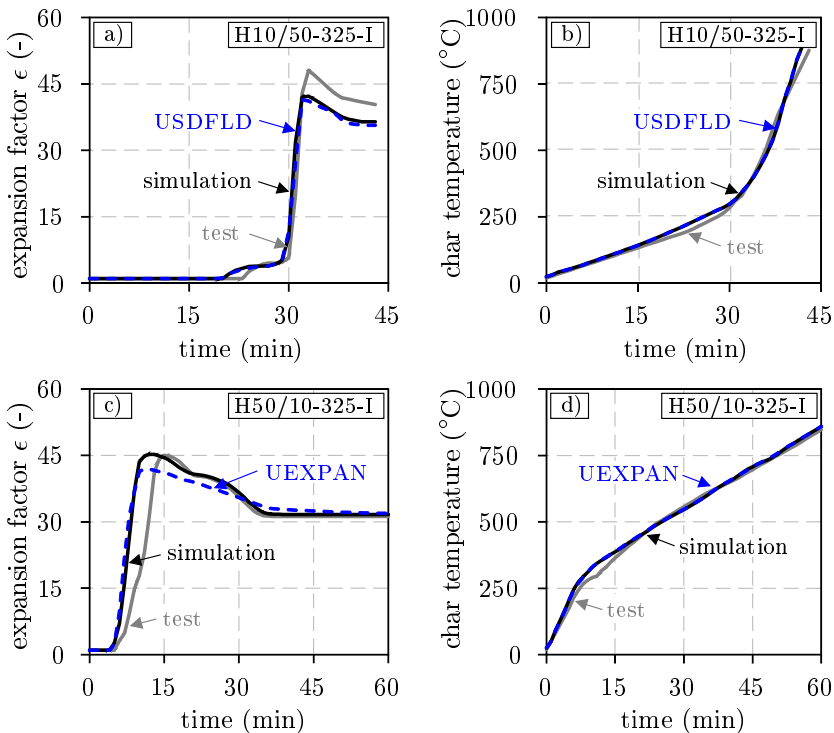 a) H10/50-325-I
expansion factor ϵ (-)
60
45
30
15
0
USDFLD
simulation
test
0 15 30 45
time (min)
b) H10/50-325-I
char temperature (°C)
1000
750
500
250
0
USDFLD
simulation
test
0 15 30 45
time (min)
c) H50/10-325-I
expansion factor ϵ (-)
60
45
30
15
0
UEXPAN
simulation
test
0 15 30 45 60
time (min)
d) H50/10-325-I
char temperature (°C)
1000
750
500
250
0
UEXPAN
simulation
test
0 15 30 45 60
time (min)